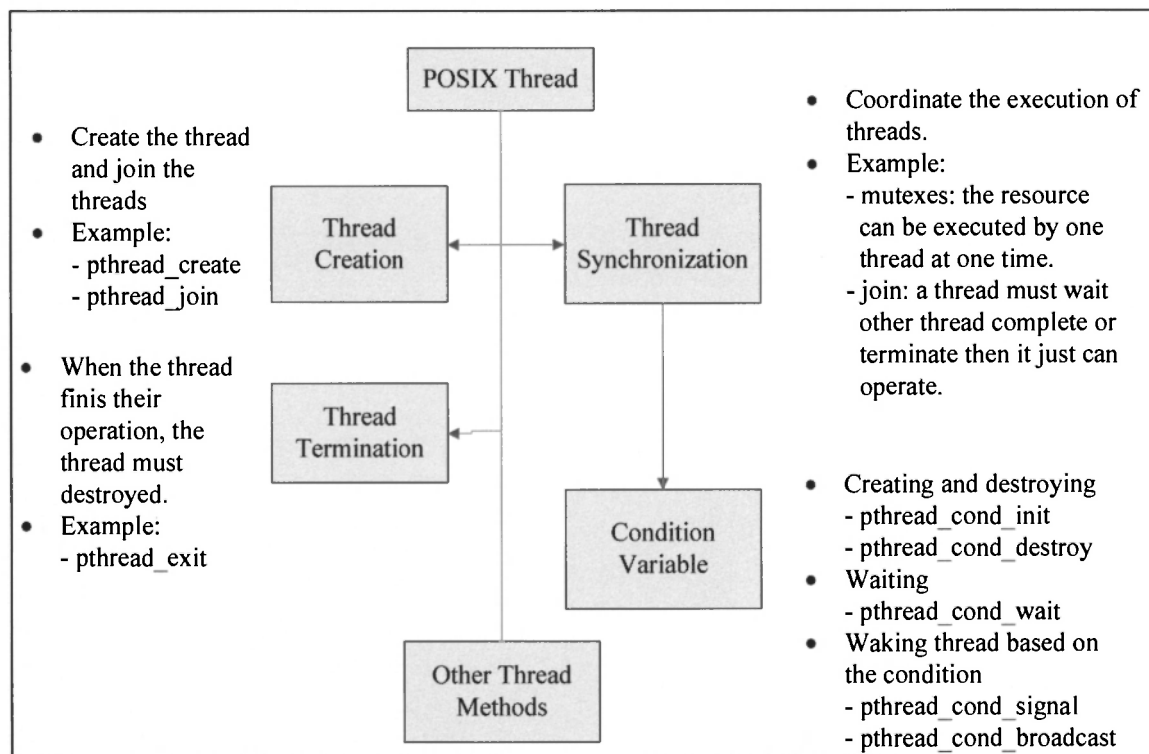 POSIX Thread
• Create the thread
and join the
threads
• Example:
- pthread_create
- pthread_join
• When the thread
finis their
operation, the
thread must
destroyed.
• Example:
- pthread_exit
Thread
Creation
Thread
Synchronization
Thread
Termination
Condition
Variable
Other Thread
Methods
• Coordinate the execution of
threads.
• Example:
- mutexes: the resource
can be executed by one
thread at one time.
- join: a thread must wait
other thread complete or
terminate then it just can
operate.
• Creating and destroying
- pthread_cond_init
- pthread_cond_destroy
• Waiting
- pthread_cond_wait
• Waking thread based on
the condition
- pthread_cond_signal
- pthread_cond_broadcast